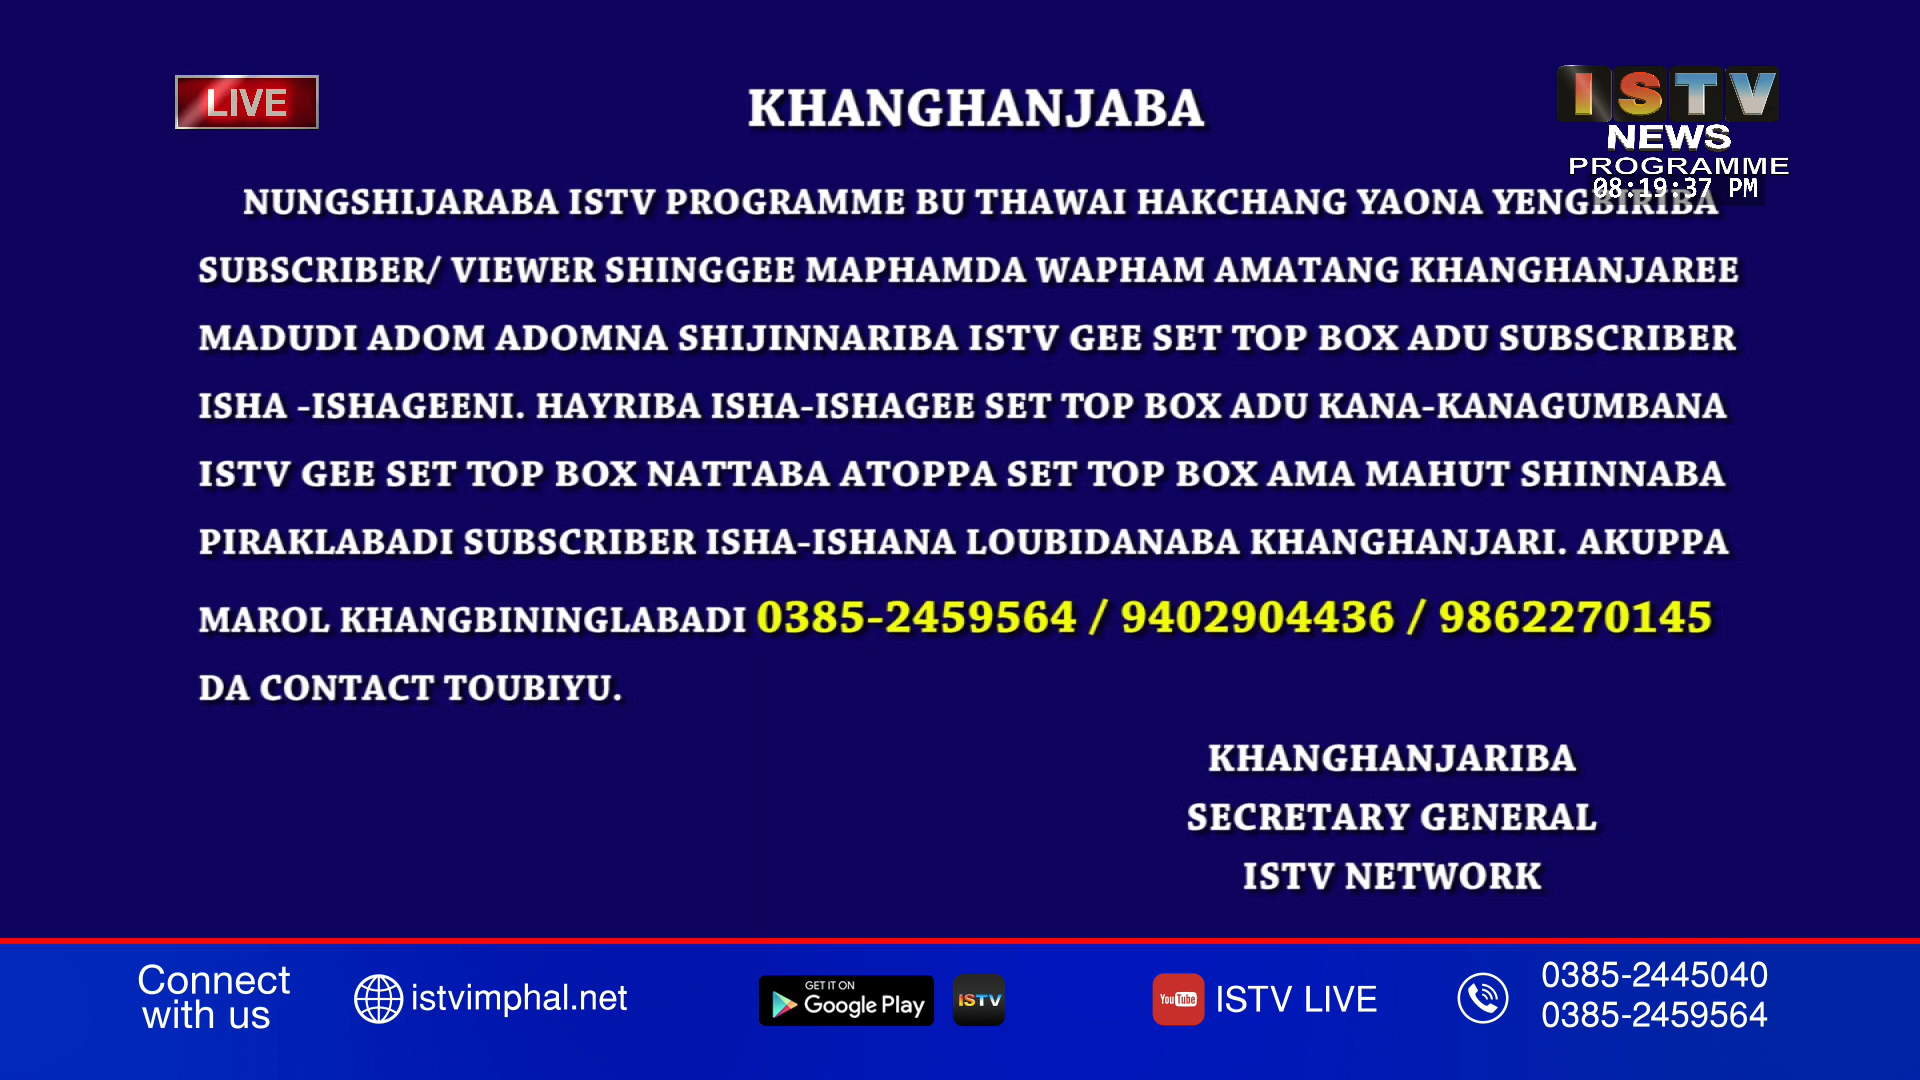 LIVE
KHANGHANJABA
ISTV
NEWS
PROGRAMME
08:19:37 PM
NUNGSHIJARABA ISTV PROGRAMME BU THAWAI HAKCHANG YAONA YENGBIRIBA
SUBSCRIBER/ VIEWER SHINGGEE MAPHAMDA WAPHAM AMATANG KHANGHANJAREE
MADUDI ADOM ADOMNA SHIJINNARIBA ISTV GEE SET TOP BOX ADU SUBSCRIBER
ISHA -ISHAGEENI. HAYRIBA ISHA-ISHAGEE SET TOP BOX ADU KANA-KANAGUMBANA
ISTV GEE SET TOP BOX NATTABA ATOPPA SET TOP BOX AMA MAHUT SHINNABA
PIRAKLABADI SUBSCRIBER ISHA-ISHANA LOUBIDANABA KHANGHANJARI. AKUPPA
MAROL KHANGBININGLABADI 0385-2459564 / 9402904436 / 9862270145
DA CONTACT TOUBIYU.
KHANGHANJARIBA
SECRETARY GENERAL
ISTV NETWORK
Connect
with us
istvimphal.net
GET IT ON
Google Play
ISTV
YouTube
ISTV LIVE
0385-2445040
0385-2459564